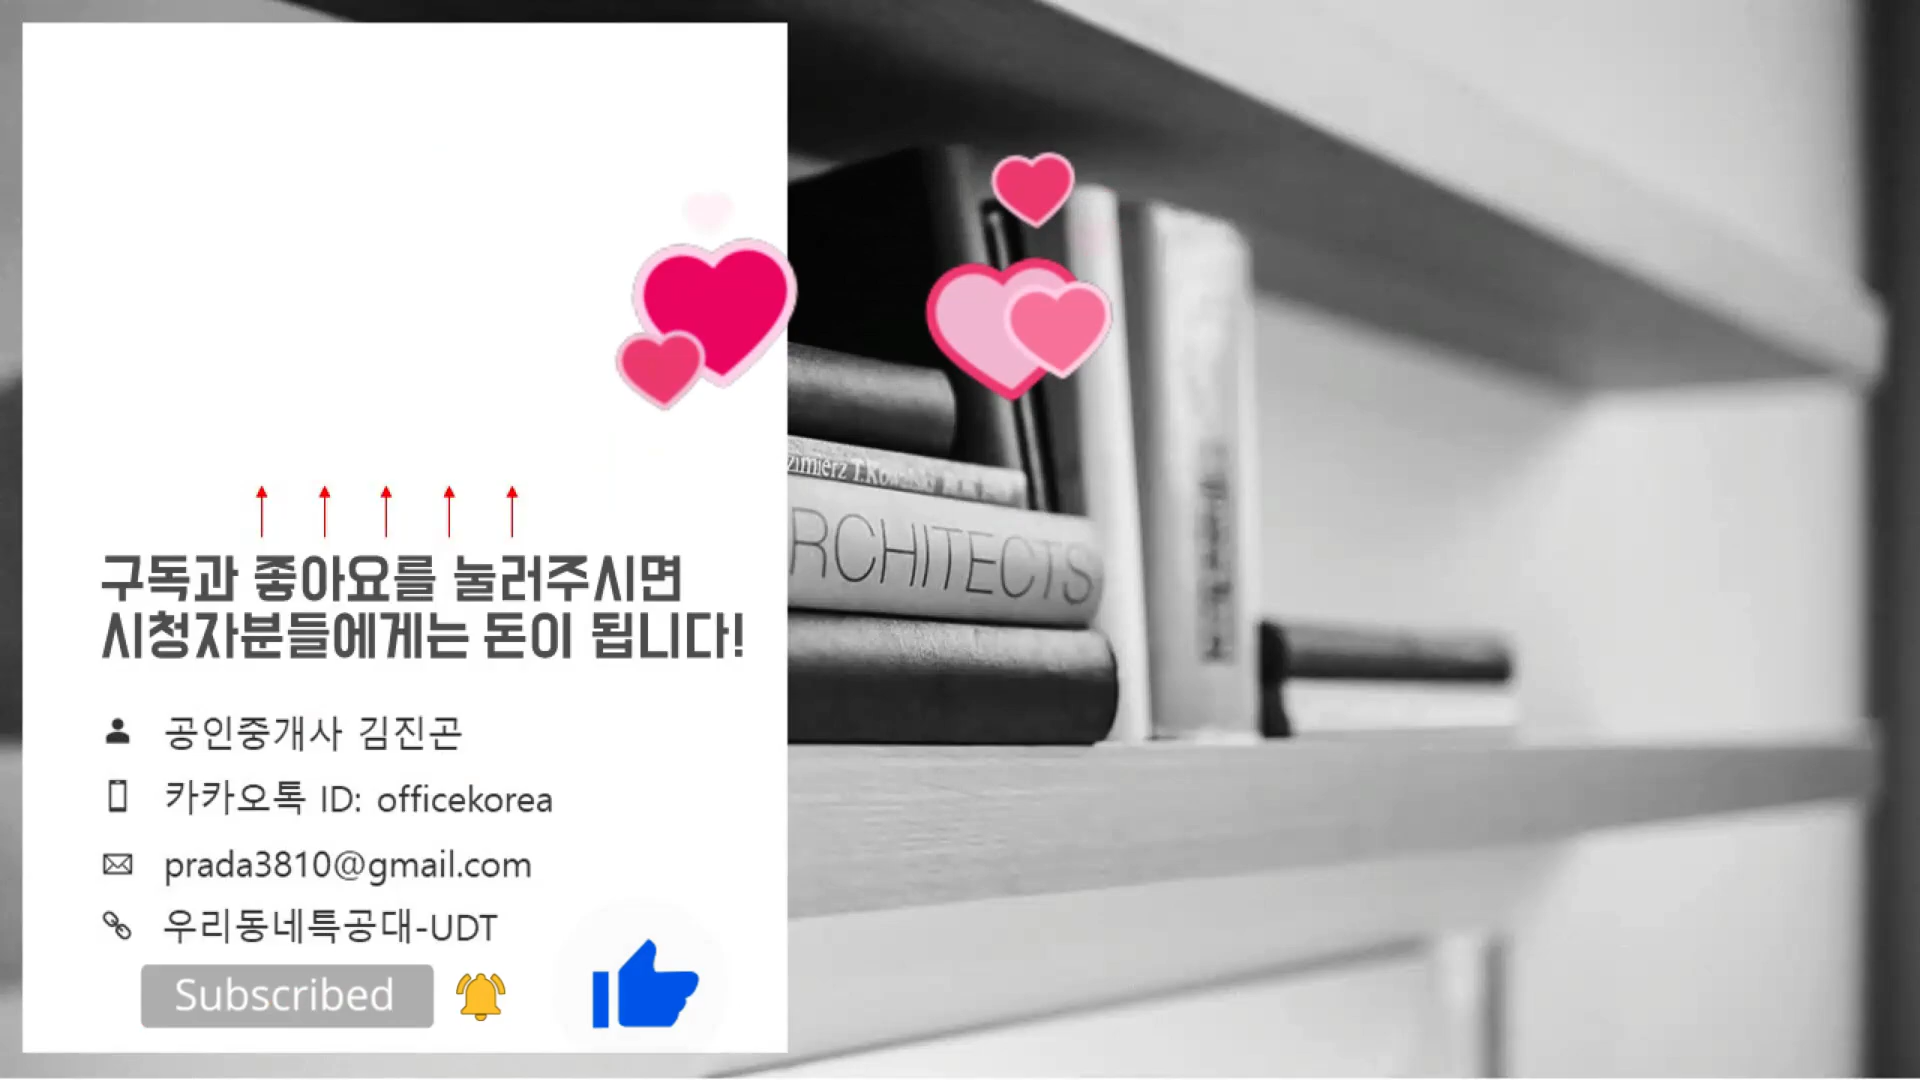 구독과 좋아요를 눌러주시면
시청자분들에게는 돈이 됩니다!
공인중개사 김진곤
카카오톡 ID: officekorea
prada3810@gmail.com
우리동네특공대-UDT
Subscribed
zimierz T.Kowalski
RCHITECTS